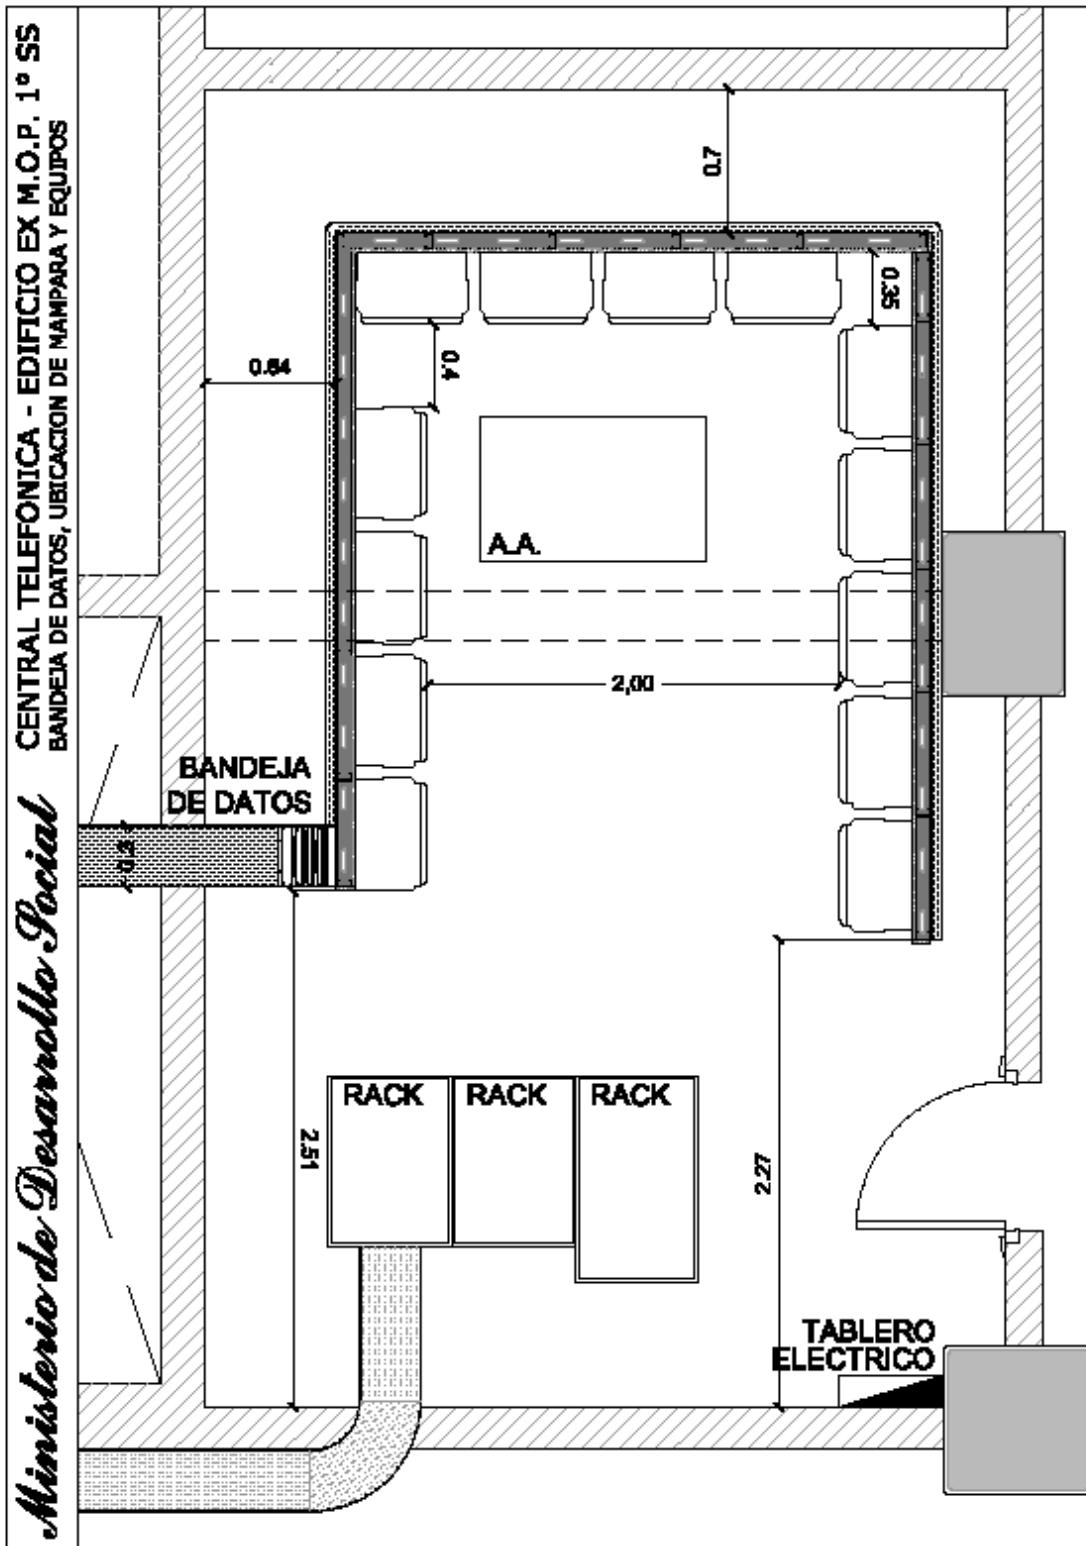 CENTRAL TELEFONICA - EDIFICIO EX M.O.P. 1° SS
BANDEJA DE DATOS, UBICACION DE MAMPARA Y EQUIPOS
Ministerio de Desarrollo Social
0.7
0.35
0.64
0.4
A.A.
2,00
BANDEJA
DE DATOS
0.3
2.51
2.27
RACK
RACK
RACK
TABLERO
ELECTRICO